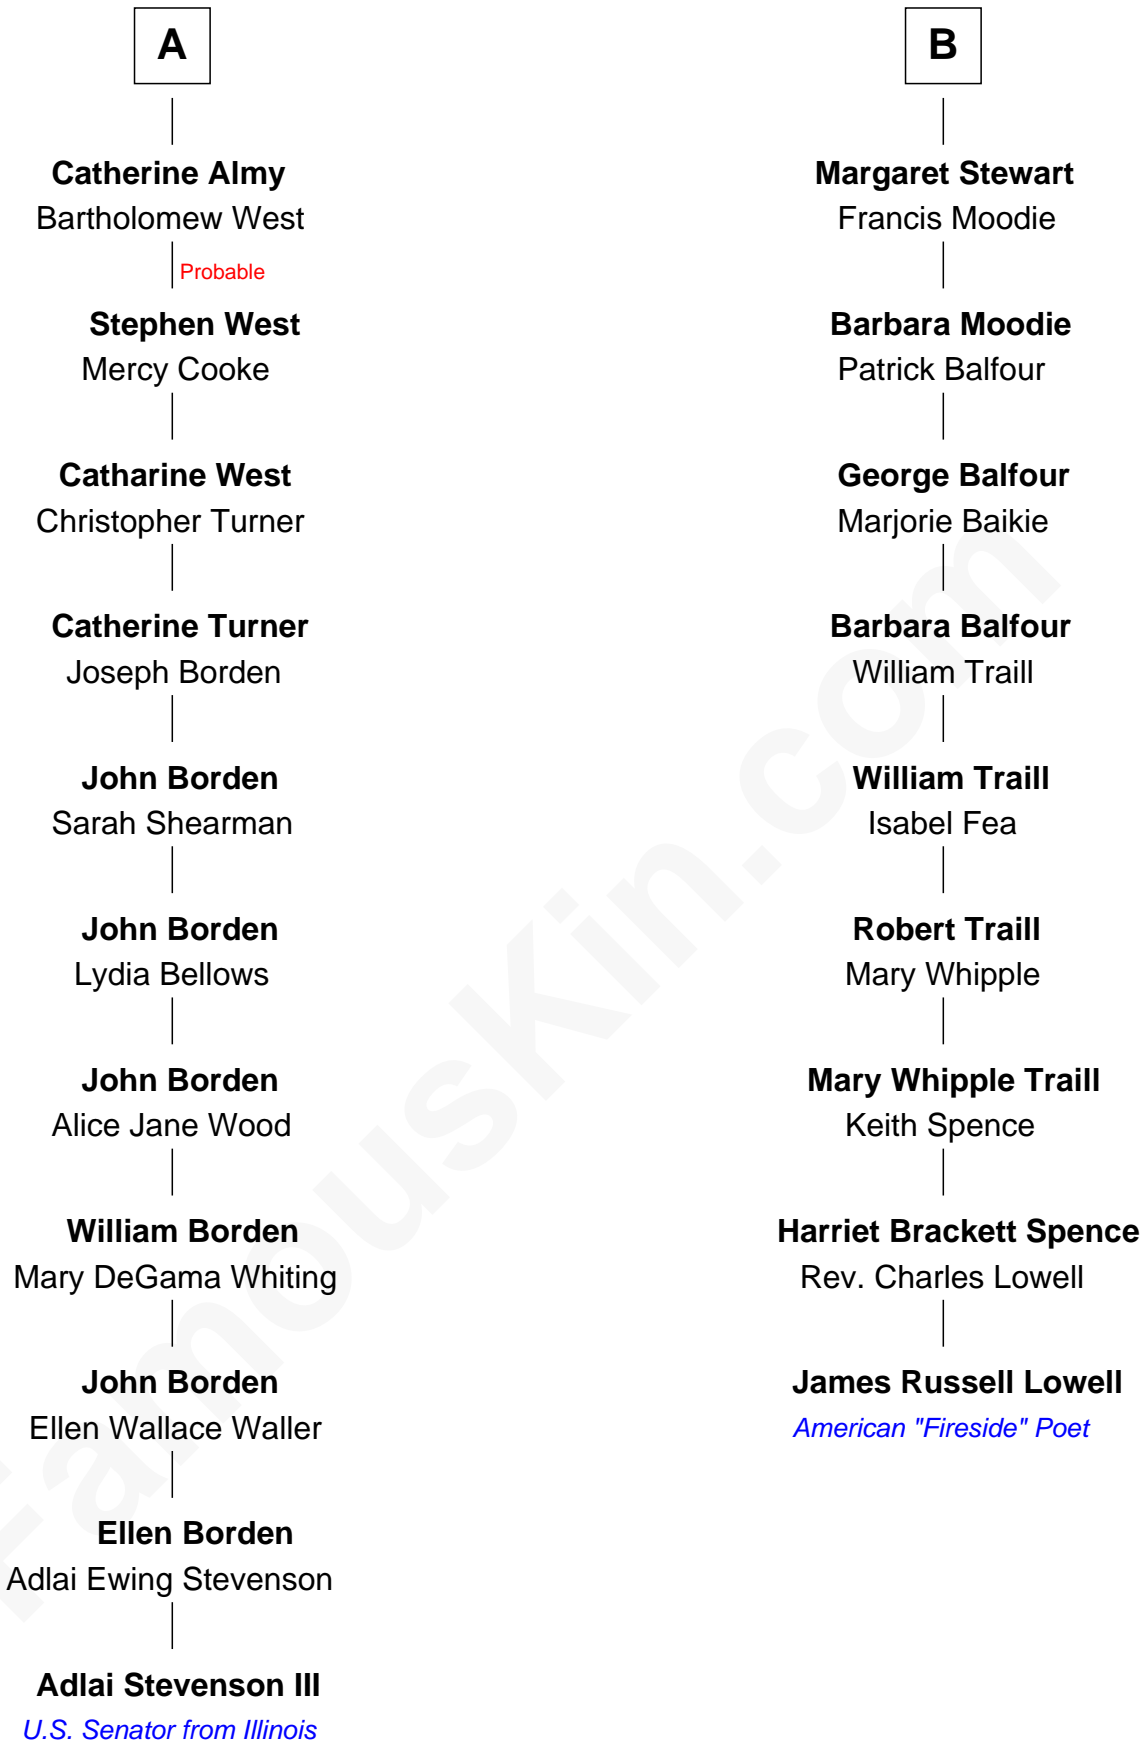 A
Catherine Almy
Bartholomew West
Probable
Stephen West
Mercy Cooke
Catharine West
Christopher Turner
Catherine Turner
Joseph Borden
John Borden
Sarah Shearman
John Borden
Lydia Bellows
John Borden
Alice Jane Wood
William Borden
Mary DeGama Whiting
John Borden
Ellen Wallace Waller
Ellen Borden
Adlai Ewing Stevenson
Adlai Stevenson III
U.S. Senator from Illinois
B
Margaret Stewart
Francis Moodie
Barbara Moodie
Patrick Balfour
George Balfour
Marjorie Baikie
Barbara Balfour
William Traill
William Traill
Isabel Fea
Robert Traill
Mary Whipple
Mary Whipple Traill
Keith Spence
Harriet Brackett Spence
Rev. Charles Lowell
James Russell Lowell
American "Fireside" Poet
FamousKin.com